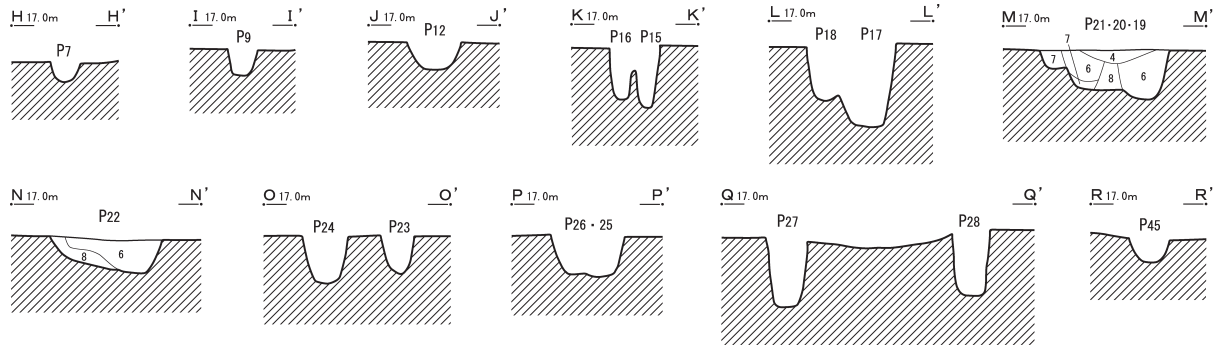 H 17.0m H'
P7
I 17.0m I'
P9
J 17.0m J'
P12
K 17.0m K'
P16 P15
L 17.0m L'
P18 P17
M 17.0m M'
P21・20・19
7
7 6 4 8 6
N 17.0m N'
P22
8 6
O 17.0m O'
P24 P23
P 17.0m P'
P26・25
Q 17.0m Q'
P27 P28
R 17.0m R'
P45